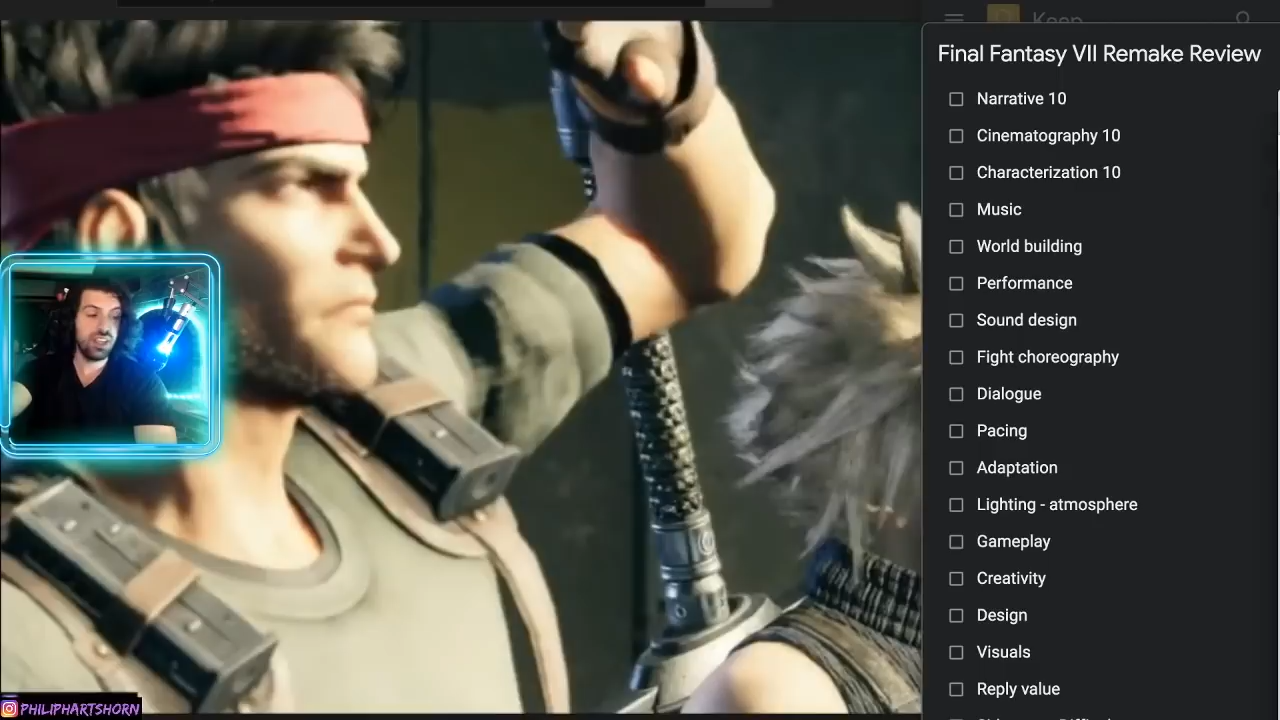 Keep
Final Fantasy VII Remake Review
Narrative 10
Cinematography 10
Characterization 10
Music
World building
Performance
Sound design
Fight choreography
Dialogue
Pacing
Adaptation
Lighting - atmosphere
Gameplay
Creativity
Design
Visuals
Reply value
PHILIPHARTSHORN